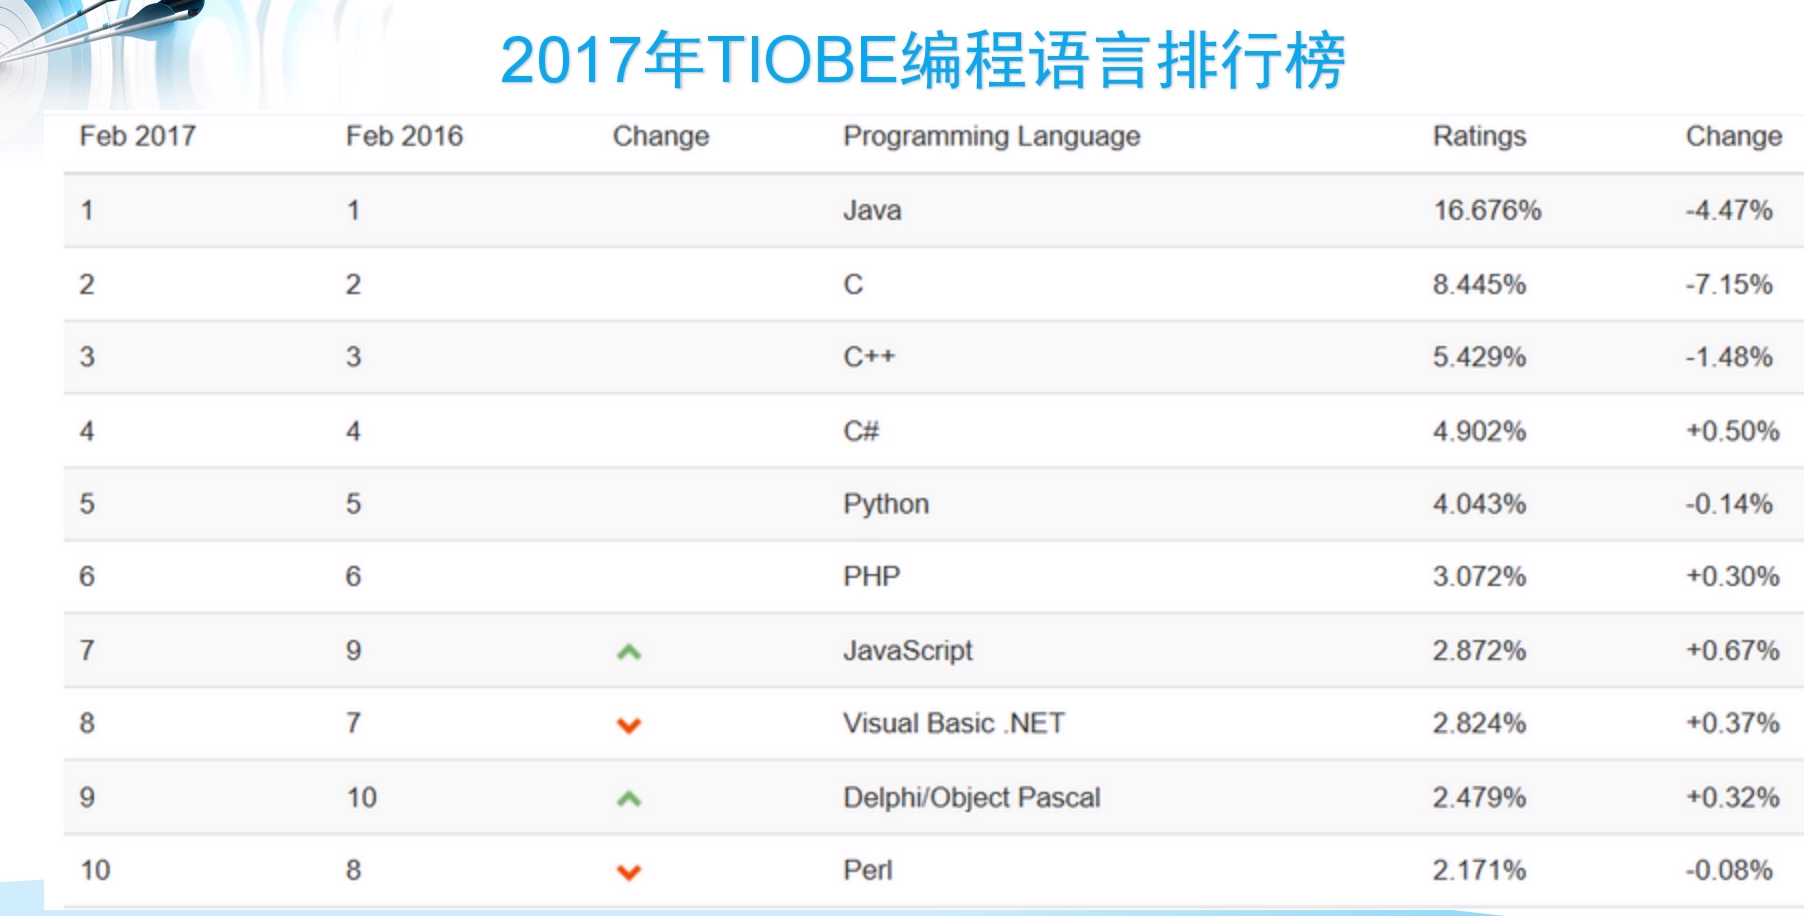 2017年TIOBE编程语言排行榜
Feb 2017 Feb 2016 Change Programming Language Ratings Change
1 1 Java 16.676% -4.47%
2 2 C 8.445% -7.15%
3 3 C++ 5.429% -1.48%
4 4 C# 4.902% +0.50%
5 5 Python 4.043% -0.14%
6 6 PHP 3.072% +0.30%
7 9 JavaScript 2.872% +0.67%
8 7 Visual Basic .NET 2.824% +0.37%
9 10 Delphi/Object Pascal 2.479% +0.32%
10 8 Perl 2.171% -0.08%